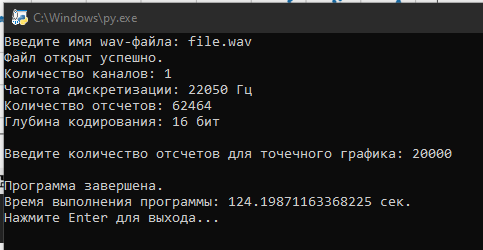 C:\Windows\py.exe
Введите имя wav-файла: file.wav
Файл открыт успешно.
Количество каналов: 1
Частота дискретизации: 22050 Гц
Количество отсчетов: 62464
Глубина кодирования: 16 бит
Введите количество отсчетов для точечного графика: 20000
Программа завершена.
Время выполнения программы: 124.19871163368225 сек.
Нажмите Enter для выхода...